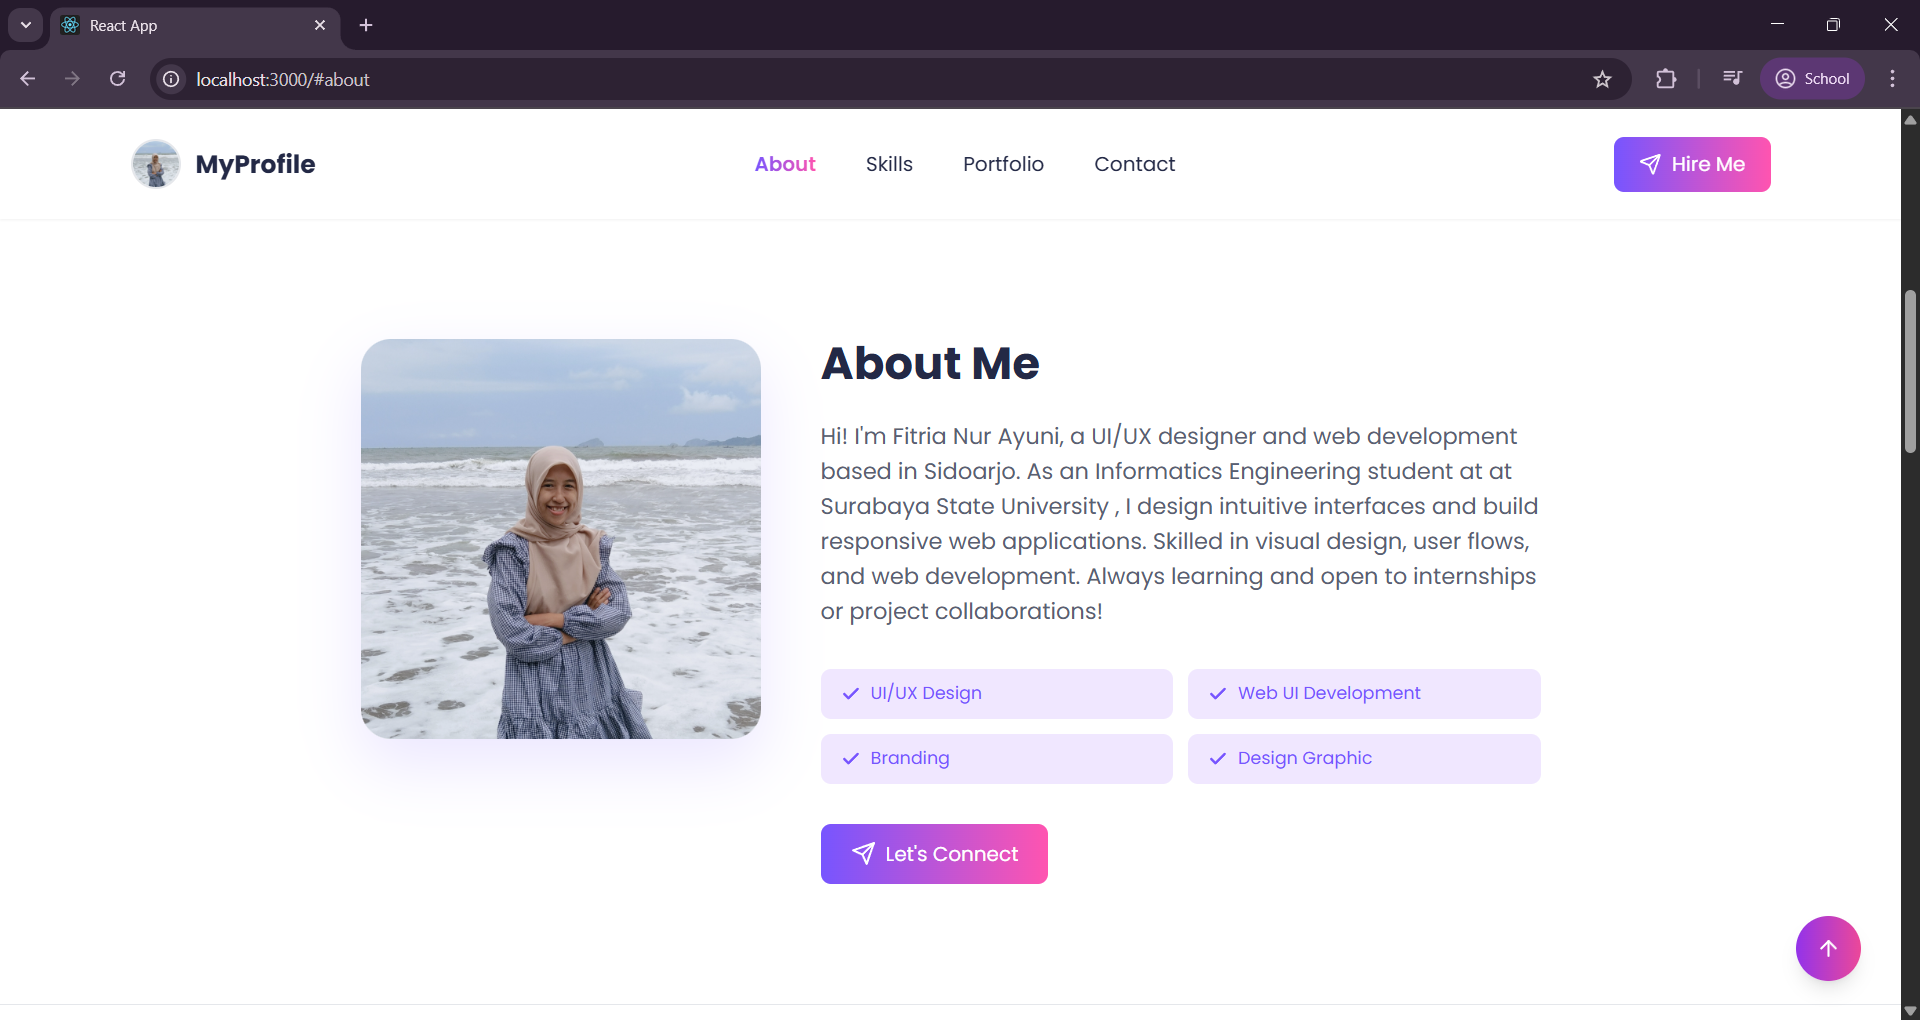 React App
localhost:3000/#about
School
MyProfile
About
Skills
Portfolio
Contact
Hire Me
About Me
Hi! I'm Fitria Nur Ayuni, a UI/UX designer and web development
based in Sidoarjo. As an Informatics Engineering student at at
Surabaya State University , I design intuitive interfaces and build
responsive web applications. Skilled in visual design, user flows,
and web development. Always learning and open to internships
or project collaborations!
UI/UX Design
Web UI Development
Branding
Design Graphic
Let's Connect